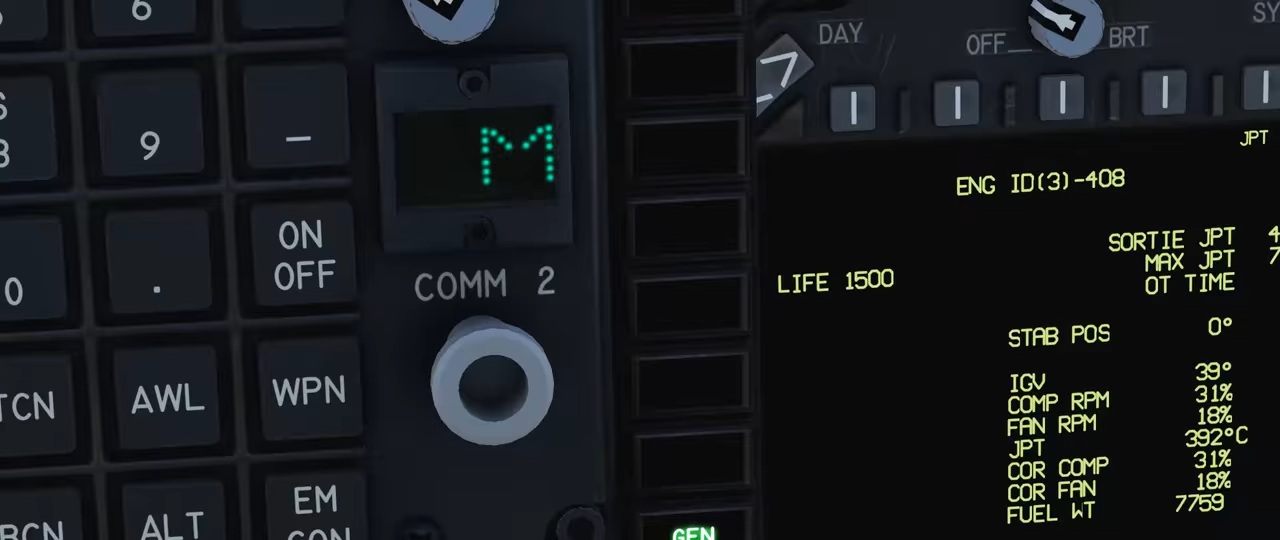 6
9
–
0
.
ON
OFF
AWL
WPN
ALT
EM
M
COMM 2
GEN
DAY
OFF
BRT
JPT
ENG ID(3)-408
SORTIE JPT
MAX JPT
LIFE 1500
OT TIME
STAB POS 0°
IGV 39°
COMP RPM 31%
FAN RPM 18%
JPT 392°C
COR COMP 31%
COR FAN 18%
FUEL WT 7759